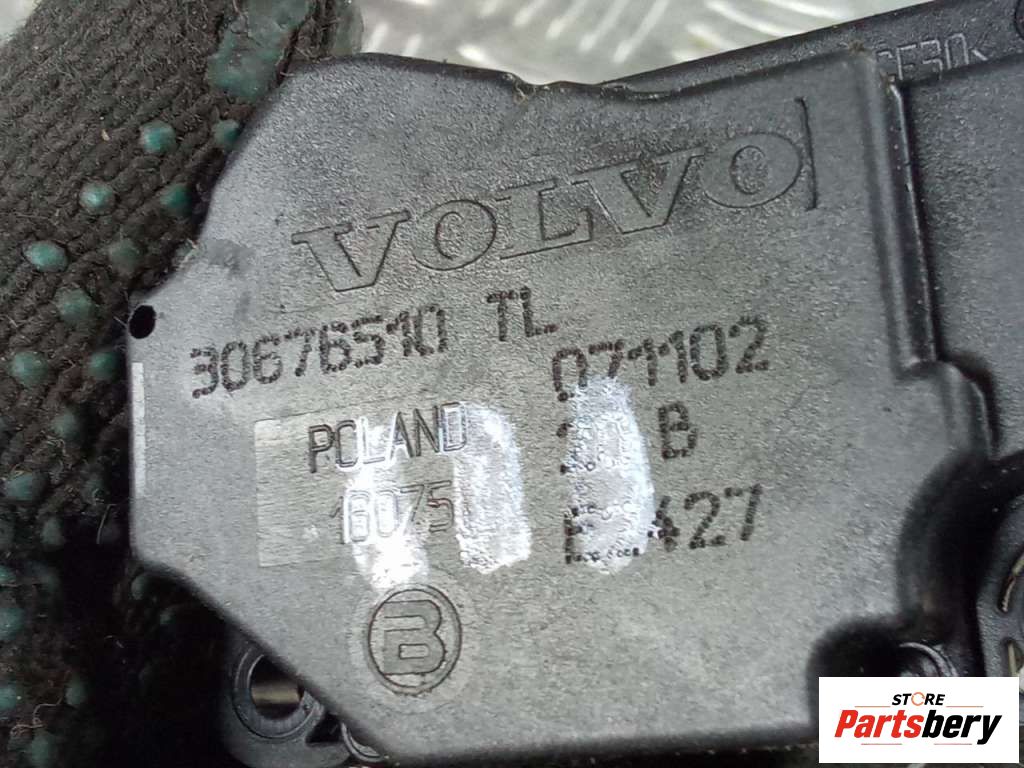 VOLVO
30676510 TL
071102
POLAND
B
16075
427
B
STORE
Partsbery